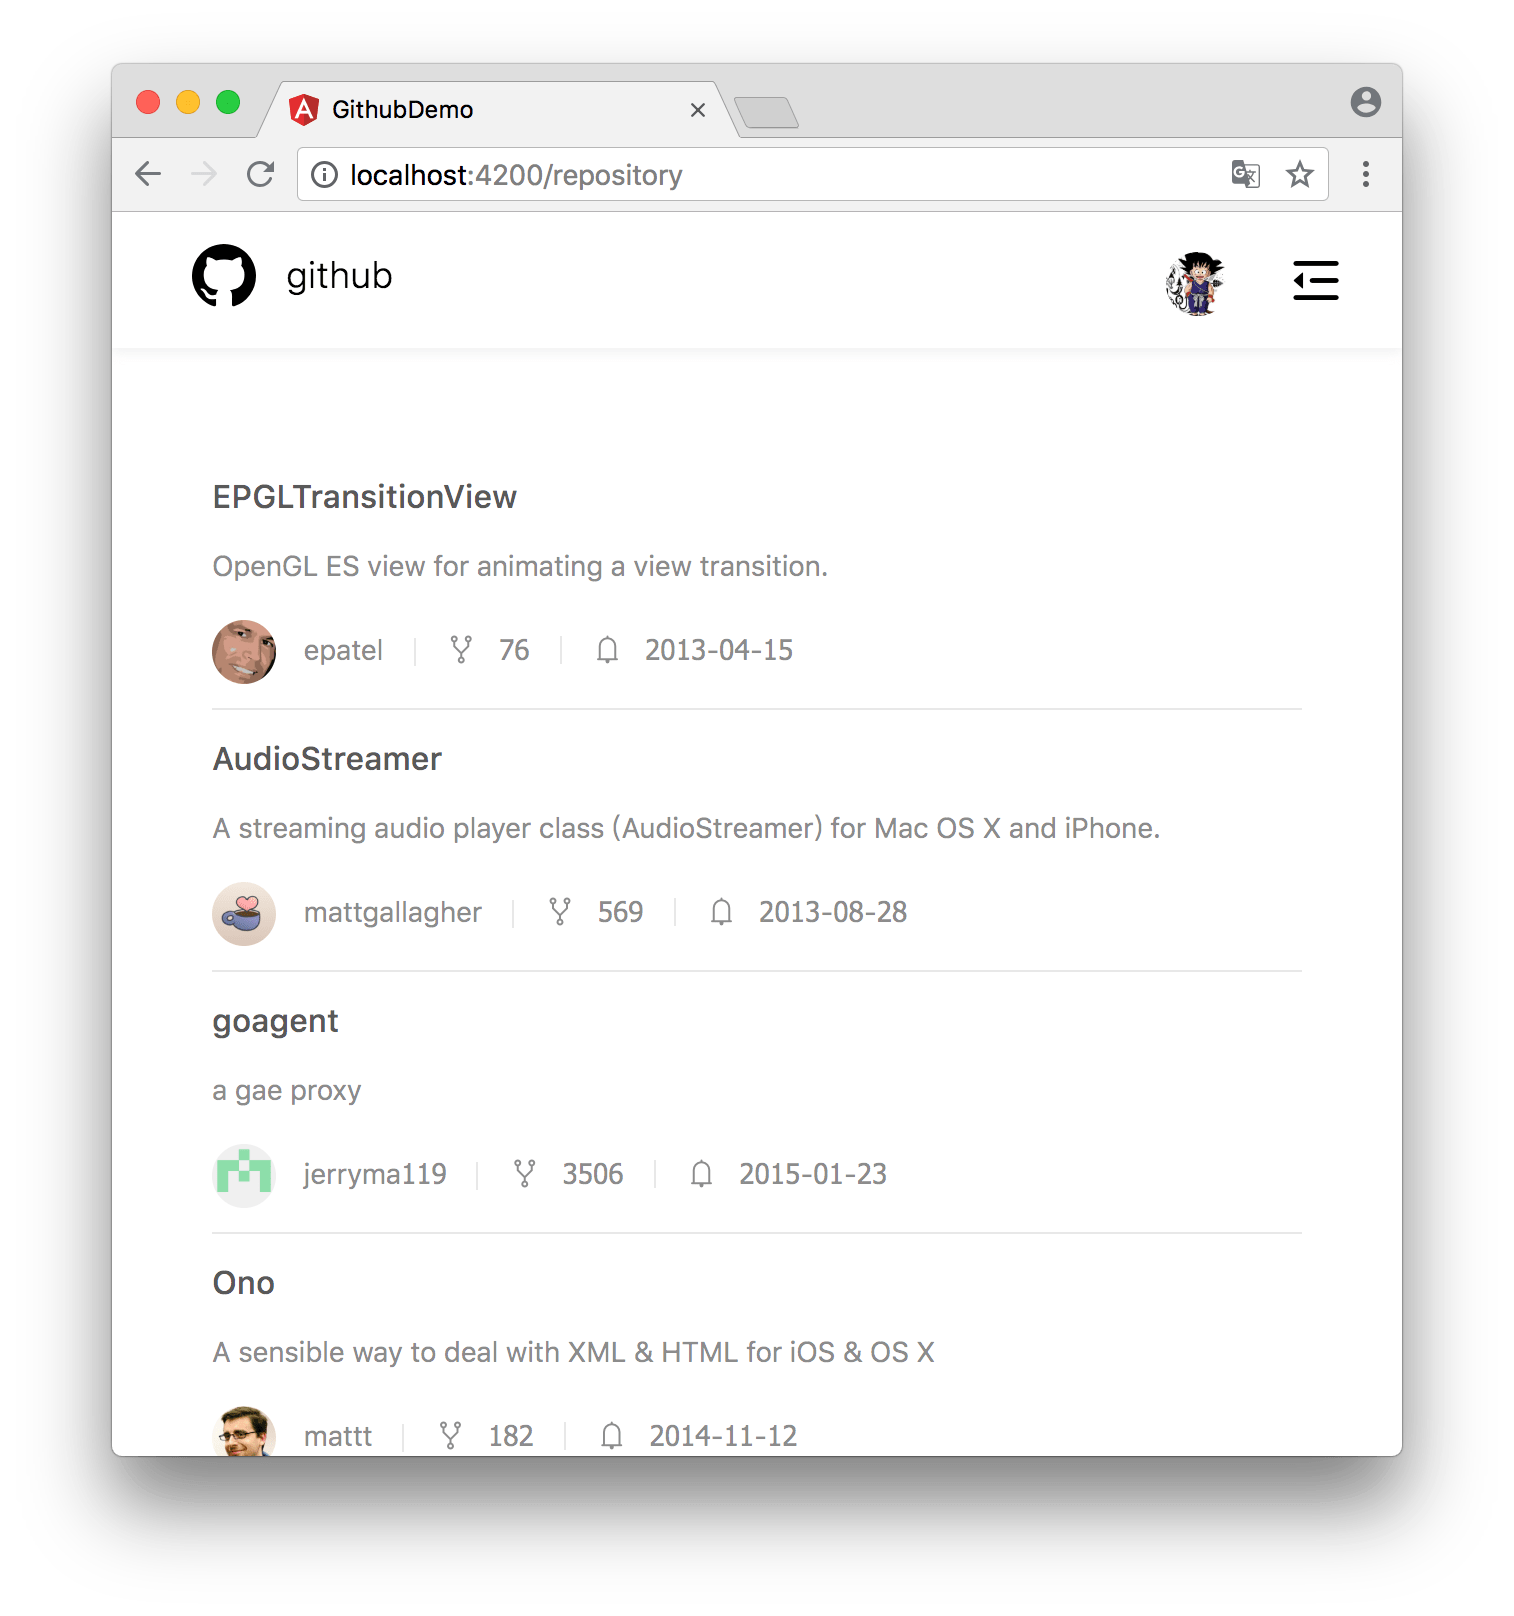 GithubDemo
localhost:4200/repository
github
EPGLTransitionView
OpenGL ES view for animating a view transition.
epatel 76 2013-04-15
AudioStreamer
A streaming audio player class (AudioStreamer) for Mac OS X and iPhone.
mattgallagher 569 2013-08-28
goagent
a gae proxy
jerryma119 3506 2015-01-23
Ono
A sensible way to deal with XML & HTML for iOS & OS X
mattt 182 2014-11-12